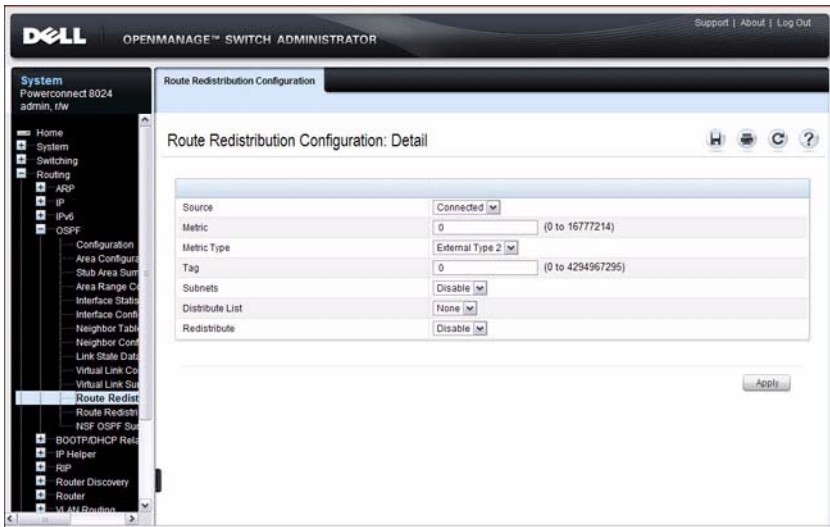 Support | About | Log Out
DELL
OPENMANAGE™ SWITCH ADMINISTRATOR
System
Powerconnect 8024
admin, r/w
Route Redistribution Configuration
Home
System
Switching
Routing
ARP
IP
IPv6
OSPF
Configuration
Area Configura
Stub Area Sum
Area Range Co
Interface Statis
Interface Confi
Neighbor Tabl
Neighbor Conf
Link State Data
Virtual Link Co
Virtual Link Su
Route Redist
Route Redistri
NSF OSPF Su
BOOTP/DHCP Rela
IP Helper
RIP
Router Discovery
Router
VLAN Routing
Route Redistribution Configuration: Detail
Source Connected
Metric 0 (0 to 16777214)
Metric Type External Type 2
Tag 0 (0 to 4294967295)
Subnets Disable
Distribute List None
Redistribute Disable
Apply